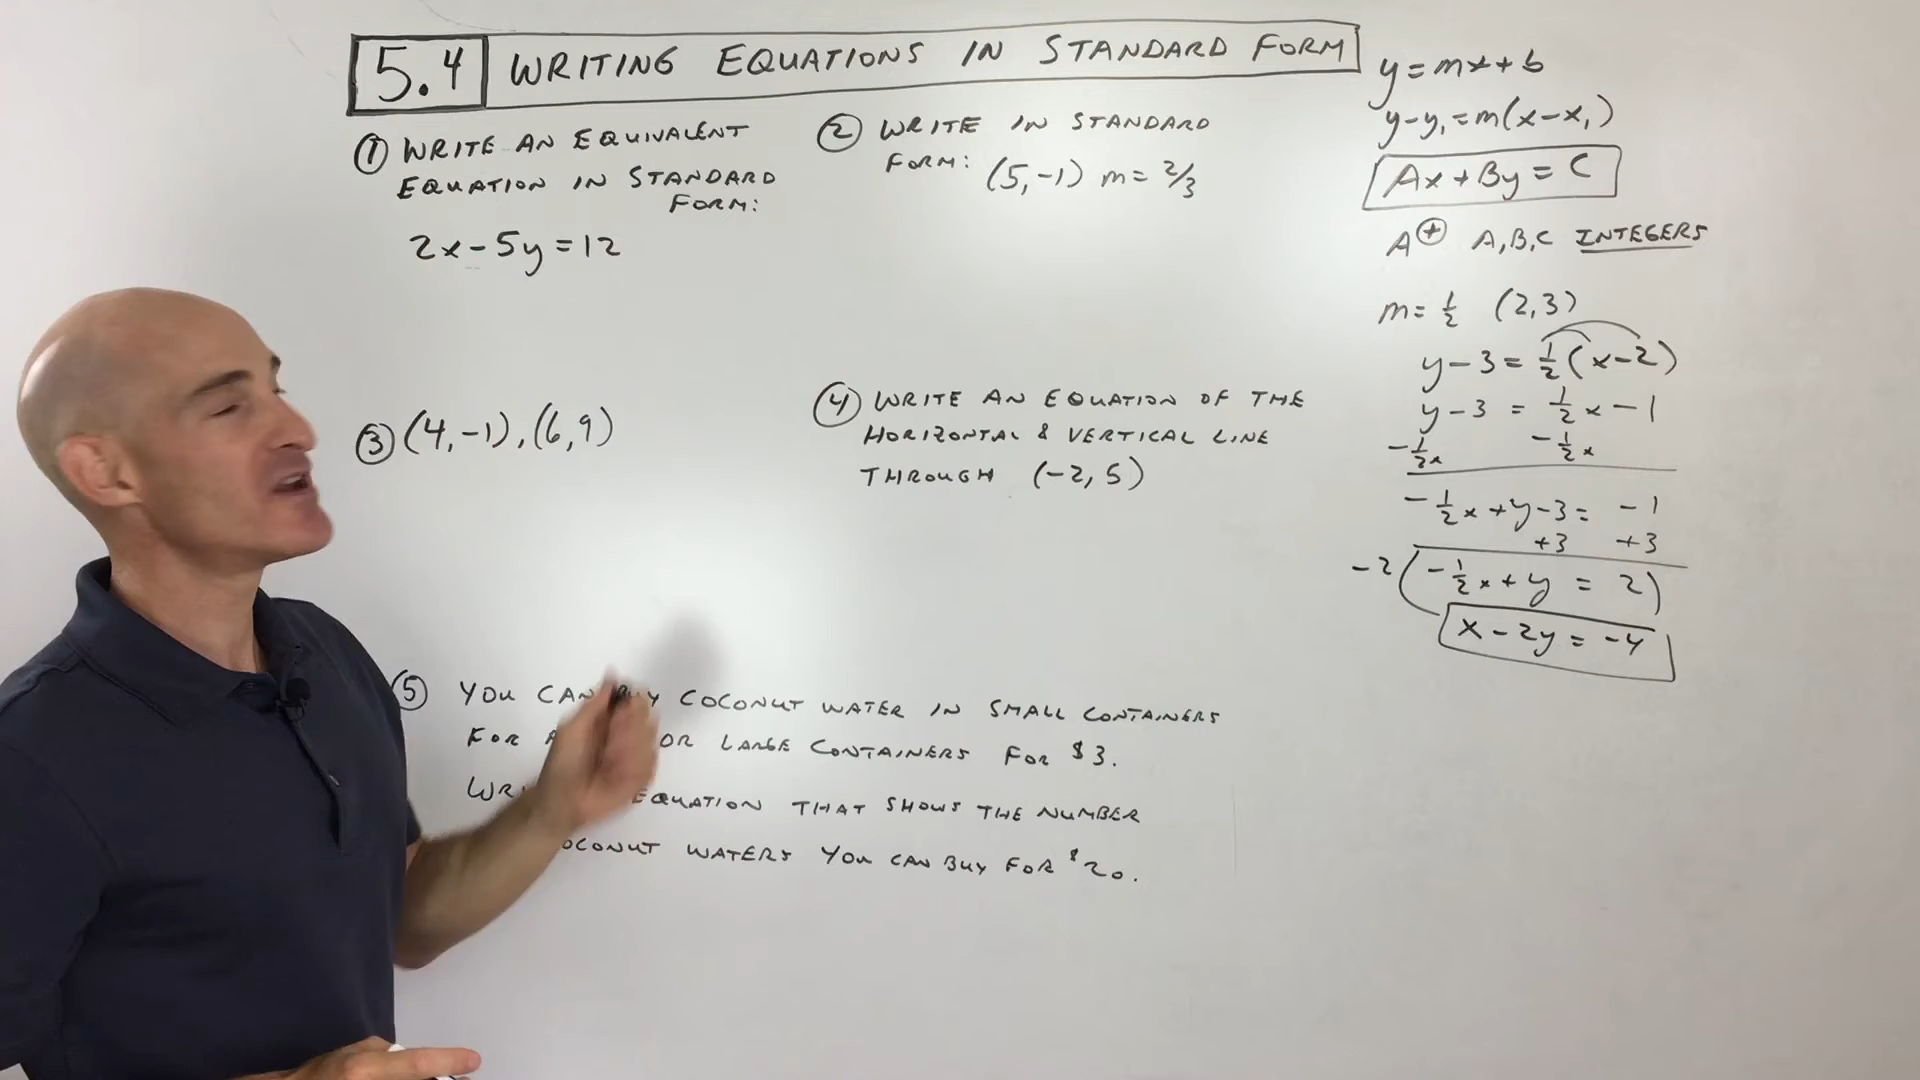 5.4 WRITING EQUATIONS IN STANDARD FORM
① WRITE AN EQUIVALENT
EQUATION IN STANDARD
FORM:
2x-5y=12
② WRITE IN STANDARD
FORM: (5,-1) m= 2/3
③ (4,-1),(6,9)
④ WRITE AN EQUATION OF THE
HORIZONTAL & VERTICAL LINE
THROUGH (-2,5)
⑤ YOU CAN BUY COCONUT WATER IN SMALL CONTAINERS
FOR OR LARGE CONTAINERS FOR $3.
EQUATION THAT SHOWS THE NUMBER
COCONUT WATERS YOU CAN BUY FOR $20.
y=mx+b
y-y₁=m(x-x₁)
Ax+By=C
A⊕ A,B,C INTEGERS
m=½ (2,3)
y-3=½(x-2)
y-3=½x-1
-½x -½x
-½x+y-3=-1
+3 +3
-2(-½x+y=2)
x-2y=-4